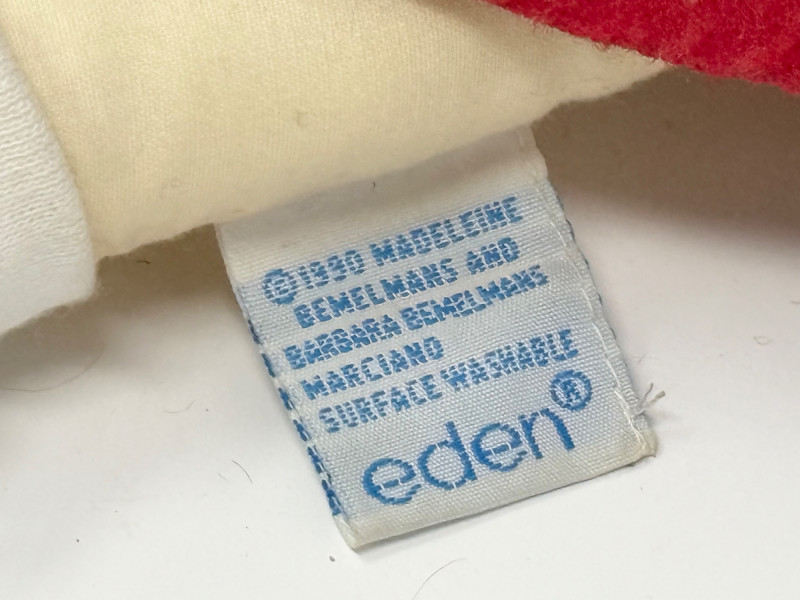 ©1990 MADELEINE
BEMELMANS AND
BARBARA BEMELMANS
MARCIANO
SURFACE WASHABLE
eden®